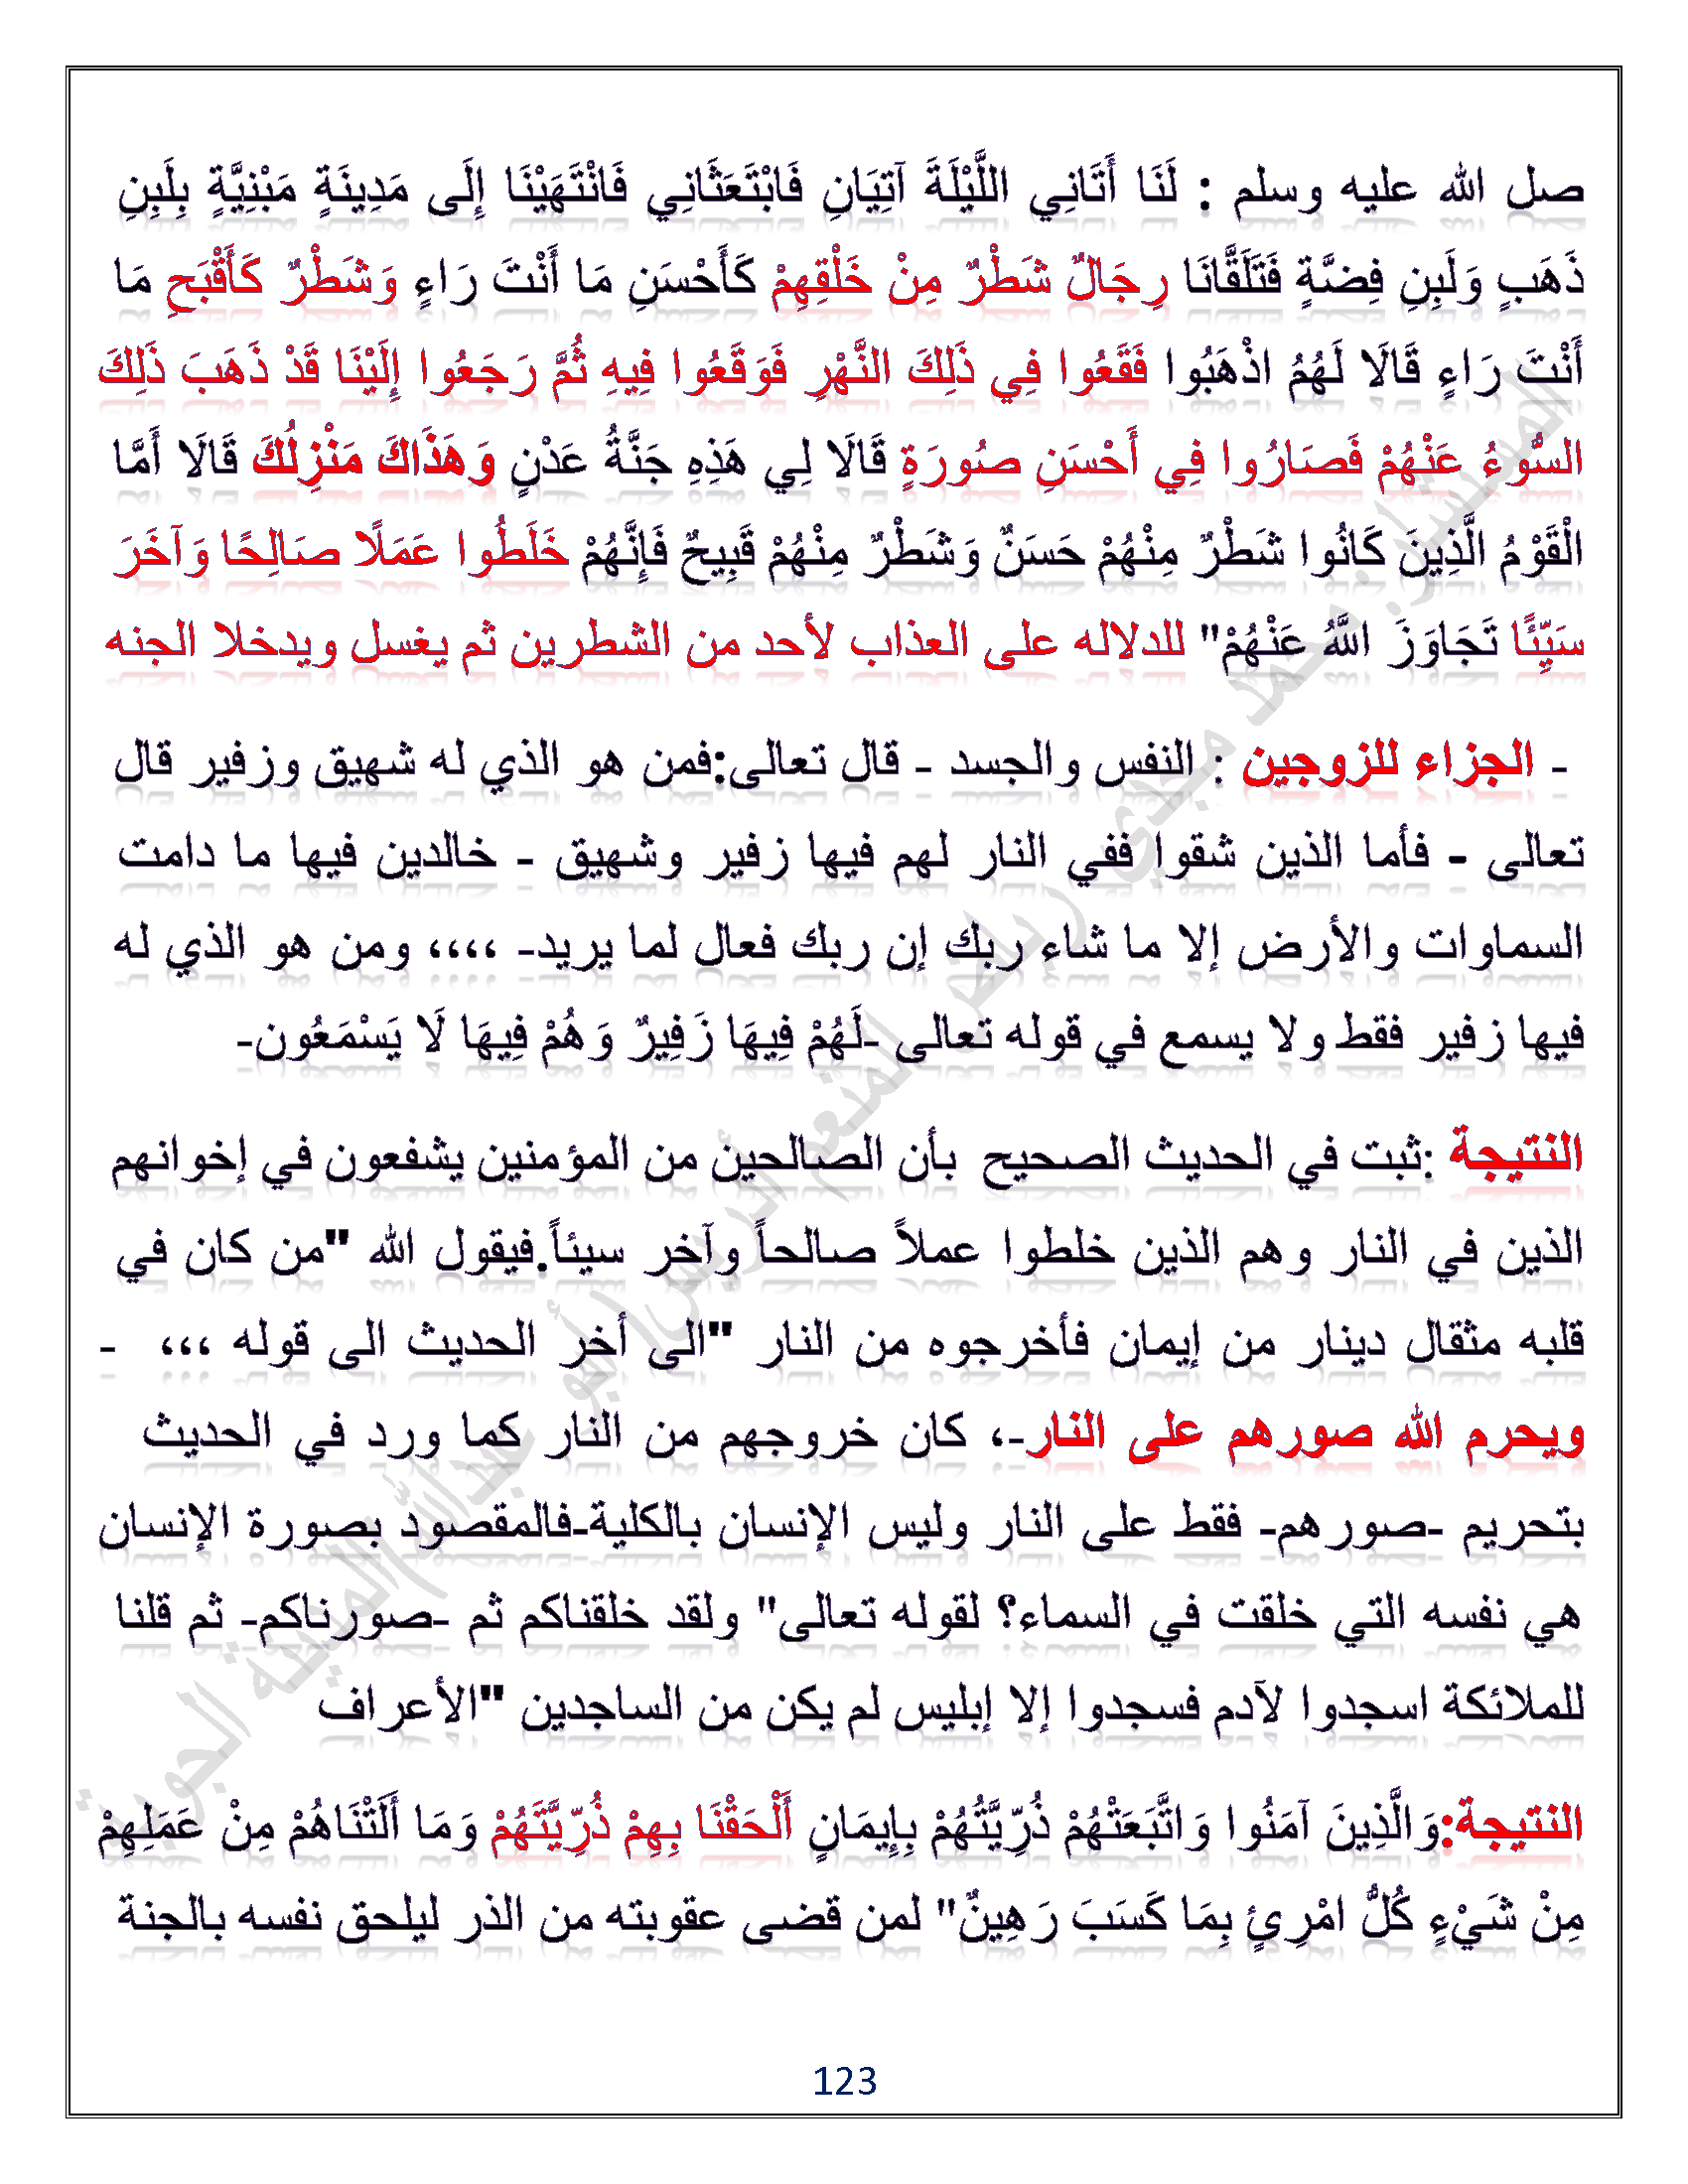 صل الله عليه وسلم : لَنَا أَتَانِي اللَّيْلَةَ آتِيَانِ فَابْتَعَثَانِي فَانْتَهَيْنَا إِلَى مَدِينَةٍ مَبْنِيَّةٍ بِلَبِنِ
ذَهَبٍ وَلَبِنِ فِضَّةٍ فَتَلَقَّانَا رِجَالٌ شَطْرٌ مِنْ خَلْقِهِمْ كَأَحْسَنِ مَا أَنْتَ رَاءٍ وَشَطْرٌ كَأَقْبَحِ مَا
أَنْتَ رَاءٍ قَالَا لَهُمُ اذْهَبُوا فَقَعُوا فِي ذَلِكَ النَّهْرِ فَوَقَعُوا فِيهِ ثُمَّ رَجَعُوا إِلَيْنَا قَدْ ذَهَبَ ذَلِكَ
السُّوءُ عَنْهُمْ فَصَارُوا فِي أَحْسَنِ صُورَةٍ قَالَا لِي هَذِهِ جَنَّةُ عَدْنٍ وَهَذَاكَ مَنْزِلُكَ قَالَا أَمَّا
الْقَوْمُ الَّذِينَ كَانُوا شَطْرٌ مِنْهُمْ حَسَنٌ وَشَطْرٌ مِنْهُمْ قَبِيحٌ فَإِنَّهُمْ خَلَطُوا عَمَلًا صَالِحًا وَآخَرَ
سَيِّئًا تَجَاوَزَ اللَّهُ عَنْهُمْ" للدلاله على العذاب لأحد من الشطرين ثم يغسل ويدخلا الجنه
- الجزاء للزوجين : النفس والجسد - قال تعالى:فمن هو الذي له شهيق وزفير قال
تعالى - فأما الذين شقوا ففي النار لهم فيها زفير وشهيق - خالدين فيها ما دامت
السماوات والأرض إلا ما شاء ربك إن ربك فعال لما يريد- ،،،، ومن هو الذي له
فيها زفير فقط ولا يسمع في قوله تعالى -لَهُمْ فِيهَا زَفِيرٌ وَهُمْ فِيهَا لَا يَسْمَعُون-
النتيجة :ثبت في الحديث الصحيح بأن الصالحين من المؤمنين يشفعون في إخوانهم
الذين في النار وهم الذين خلطوا عملاً صالحاً وآخر سيئاً.فيقول الله "من كان في
قلبه مثقال دينار من إيمان فأخرجوه من النار "الى أخر الحديث الى قوله ،،، -
ويحرم الله صورهم على النار-، كان خروجهم من النار كما ورد في الحديث
بتحريم -صورهم- فقط على النار وليس الإنسان بالكلية-فالمقصود بصورة الإنسان
هي نفسه التي خلقت في السماء؟ لقوله تعالى" ولقد خلقناكم ثم -صورناكم- ثم قلنا
للملائكة اسجدوا لآدم فسجدوا إلا إبليس لم يكن من الساجدين "الأعراف
النتيجة:وَالَّذِينَ آمَنُوا وَاتَّبَعَتْهُمْ ذُرِّيَّتُهُمْ بِإِيمَانٍ أَلْحَقْنَا بِهِمْ ذُرِّيَّتَهُمْ وَمَا أَلَتْنَاهُمْ مِنْ عَمَلِهِمْ
مِنْ شَيْءٍ كُلُّ امْرِئٍ بِمَا كَسَبَ رَهِينٌ" لمن قضى عقوبته من الذر ليلحق نفسه بالجنة
123